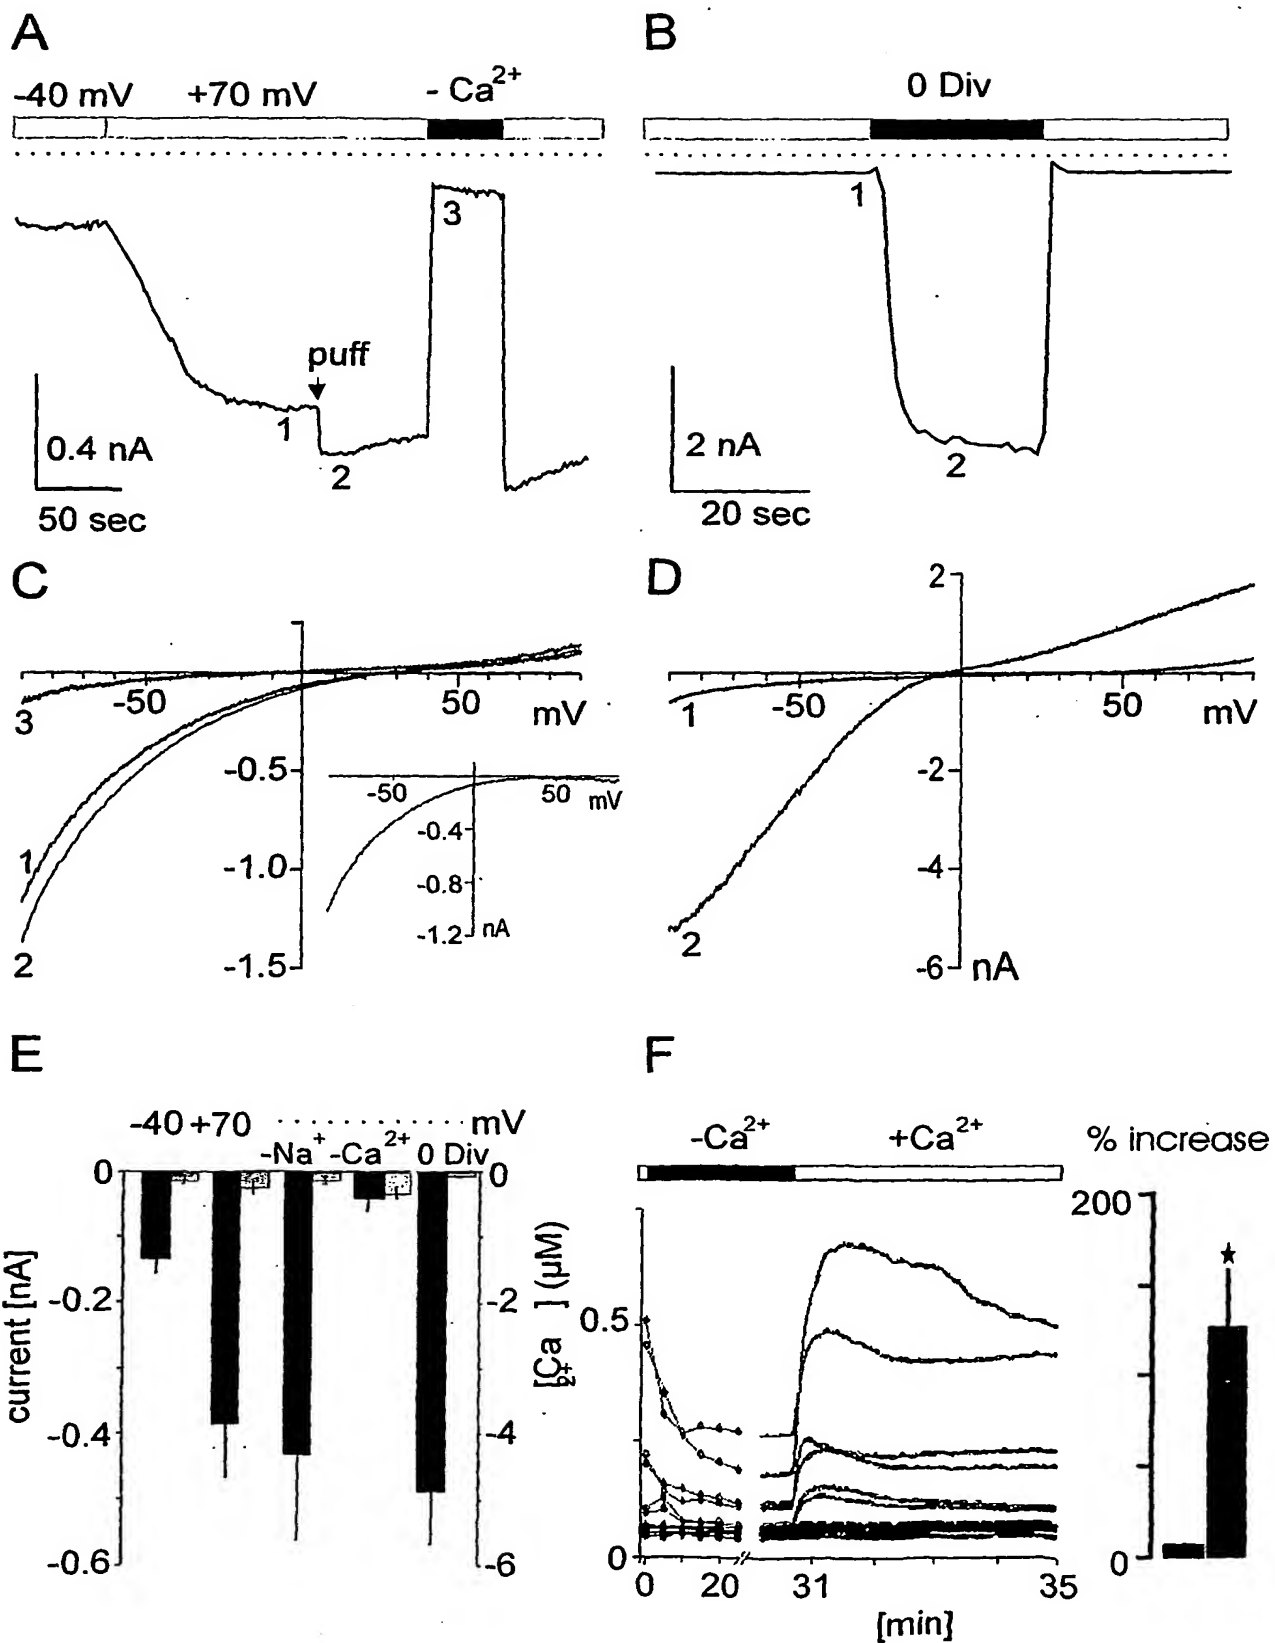 A
-40 mV +70 mV - Ca²⁺
puff
1
2
3
0.4 nA
50 sec
B
0 Div
1
2
2 nA
20 sec
C
-50 50 mV
3
-0.5
1
-1.0
2
-1.5
-50 50 mV
-0.4
-0.8
-1.2 nA
D
2
-50 50 mV
1
-2
-4
2
-6 nA
E
-40 +70 mV
-Na⁺ -Ca²⁺ 0 Div
0 0
-0.2 -2
-0.4 -4
-0.6 -6
current [nA]
[Ca²⁺] (µM)
F
-Ca²⁺ +Ca²⁺ % increase
200
★
0.5
0 0
0 20 31 35
[min]